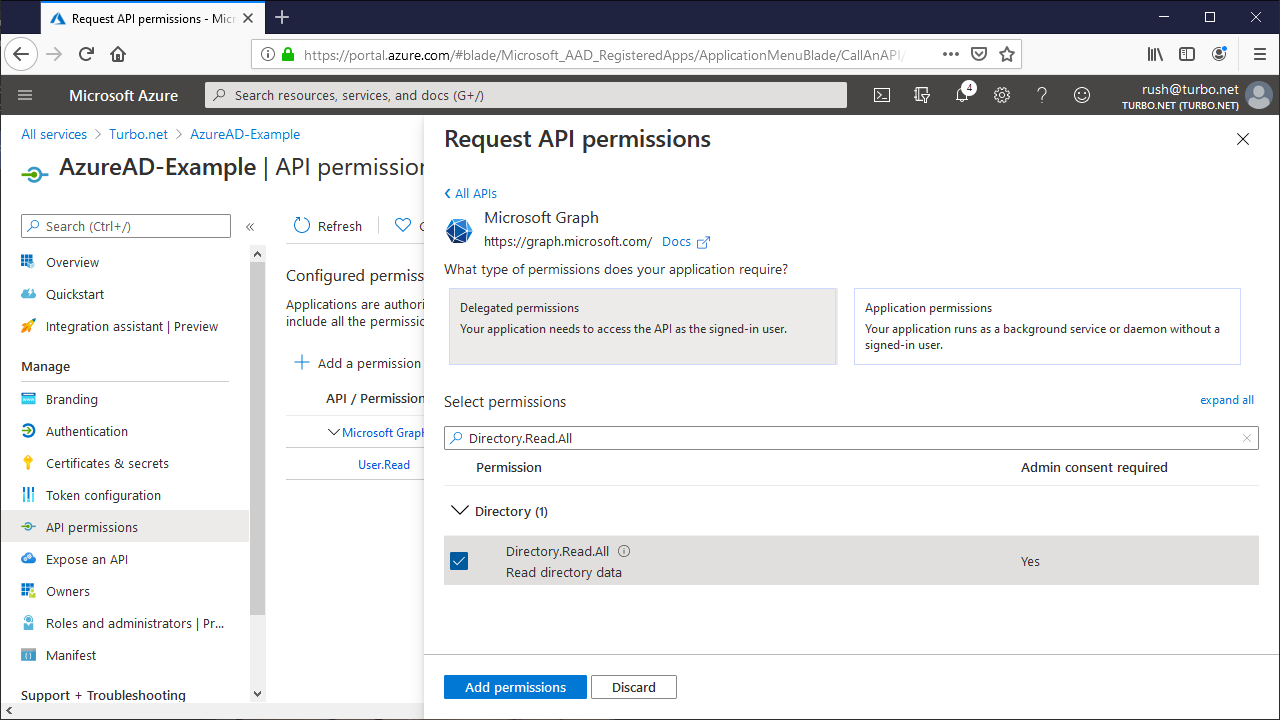 Request API permissions - Micr
https://portal.azure.com/#blade/Microsoft_AAD_RegisteredApps/ApplicationMenuBlade/CallAnAPI/
Microsoft Azure
Search resources, services, and docs (G+/)
4
rush@turbo.net
TURBO.NET (TURBO.NET)
All services > Turbo.net > AzureAD-Example
AzureAD-Example | API permission
Search (Ctrl+/)
Overview
Quickstart
Integration assistant | Preview
Manage
Branding
Authentication
Certificates & secrets
Token configuration
API permissions
Expose an API
Owners
Roles and administrators | Pr...
Manifest
Support + Troubleshooting
Refresh
Configured permiss
Applications are authori
include all the permissio
Add a permission
API / Permission
Microsoft Graph
User.Read
Request API permissions
All APIs
Microsoft Graph
https://graph.microsoft.com/ Docs
What type of permissions does your application require?
Delegated permissions
Your application needs to access the API as the signed-in user.
Application permissions
Your application runs as a background service or daemon without a
signed-in user.
Select permissions
expand all
Directory.Read.All
Permission
Admin consent required
Directory (1)
Directory.Read.All
Read directory data
Yes
Add permissions
Discard